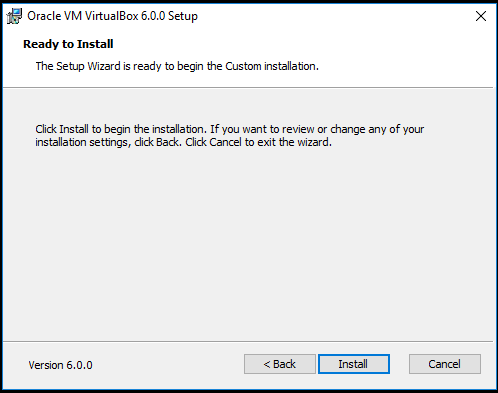 Oracle VM VirtualBox 6.0.0 Setup
Ready to Install
The Setup Wizard is ready to begin the Custom installation.
Click Install to begin the installation. If you want to review or change any of your
installation settings, click Back. Click Cancel to exit the wizard.
Version 6.0.0
< Back
Install
Cancel